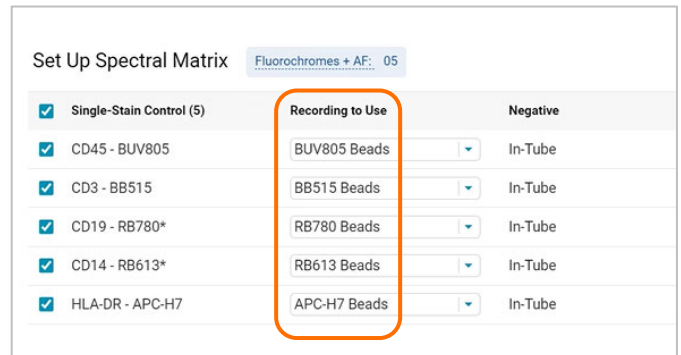 Set Up Spectral Matrix Fluorochromes + AF: 05
Single-Stain Control (5) Recording to Use Negative
CD45 - BUV805 BUV805 Beads In-Tube
CD3 - BB515 BB515 Beads In-Tube
CD19 - RB780* RB780 Beads In-Tube
CD14 - RB613* RB613 Beads In-Tube
HLA-DR - APC-H7 APC-H7 Beads In-Tube